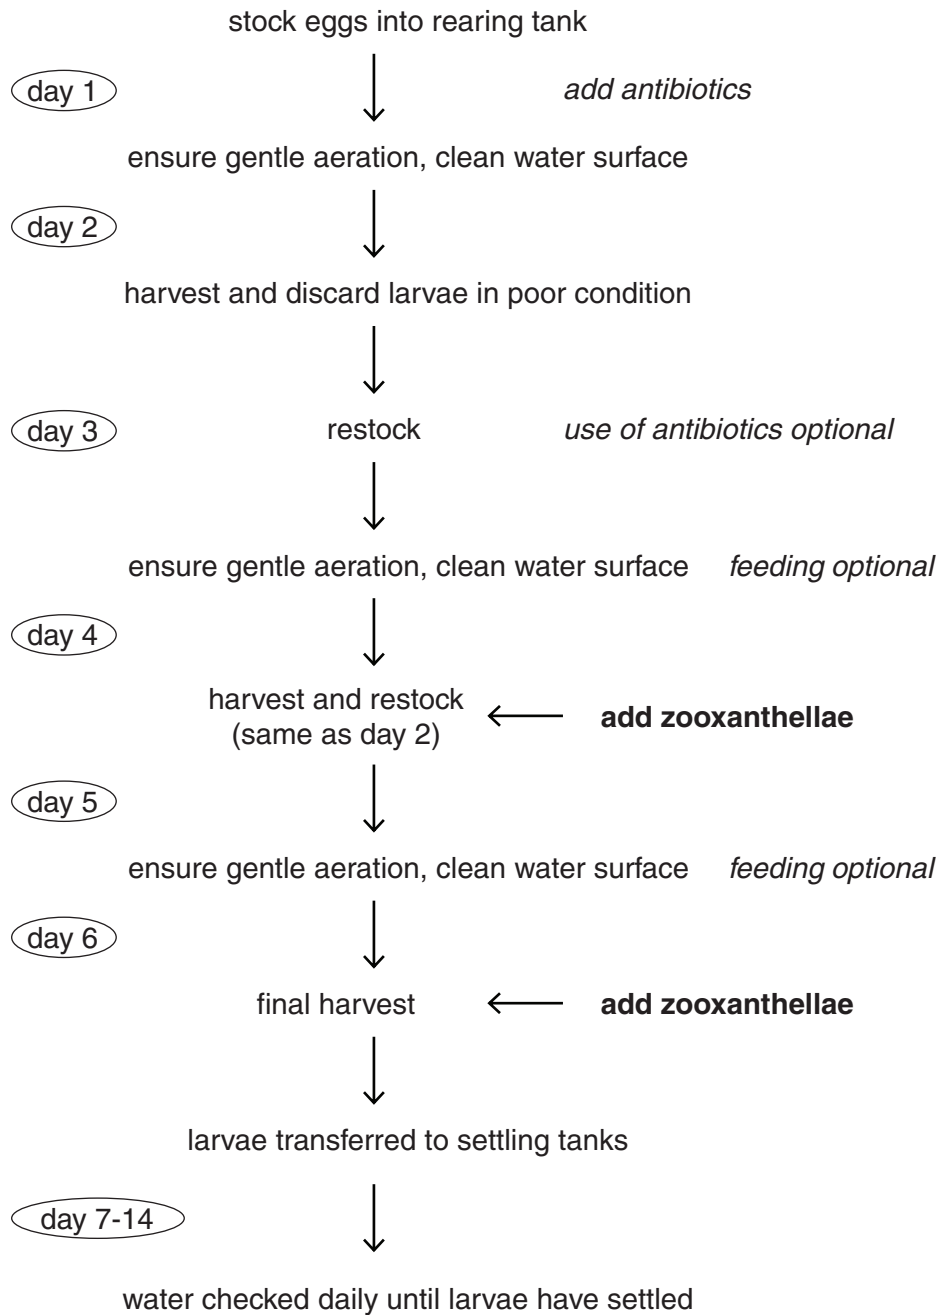 stock eggs into rearing tank
day 1
add antibiotics
ensure gentle aeration, clean water surface
day 2
harvest and discard larvae in poor condition
day 3
restock
use of antibiotics optional
ensure gentle aeration, clean water surface
feeding optional
day 4
harvest and restock
(same as day 2)
add zooxanthellae
day 5
ensure gentle aeration, clean water surface
feeding optional
day 6
final harvest
add zooxanthellae
larvae transferred to settling tanks
day 7-14
water checked daily until larvae have settled